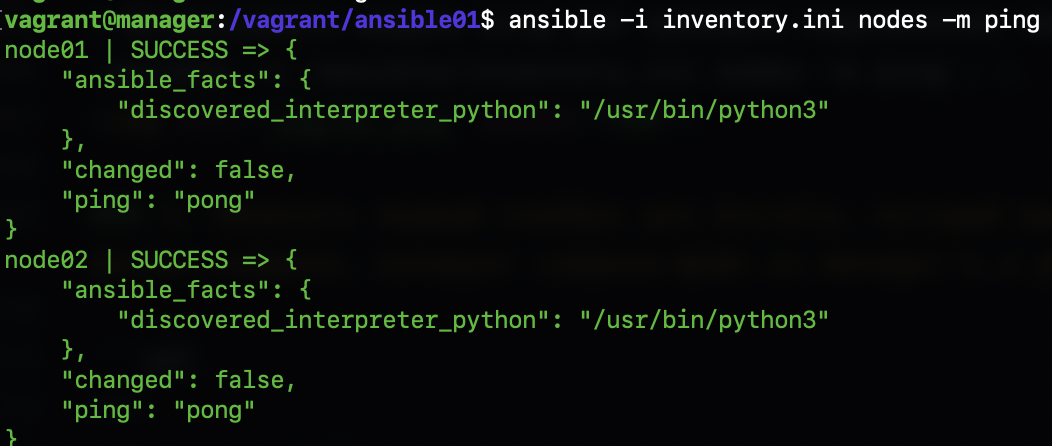 vagrant@manager:/vagrant/ansible01$ ansible -i inventory.ini nodes -m ping
node01 | SUCCESS => {
    "ansible_facts": {
        "discovered_interpreter_python": "/usr/bin/python3"
    },
    "changed": false,
    "ping": "pong"
}
node02 | SUCCESS => {
    "ansible_facts": {
        "discovered_interpreter_python": "/usr/bin/python3"
    },
    "changed": false,
    "ping": "pong"
}